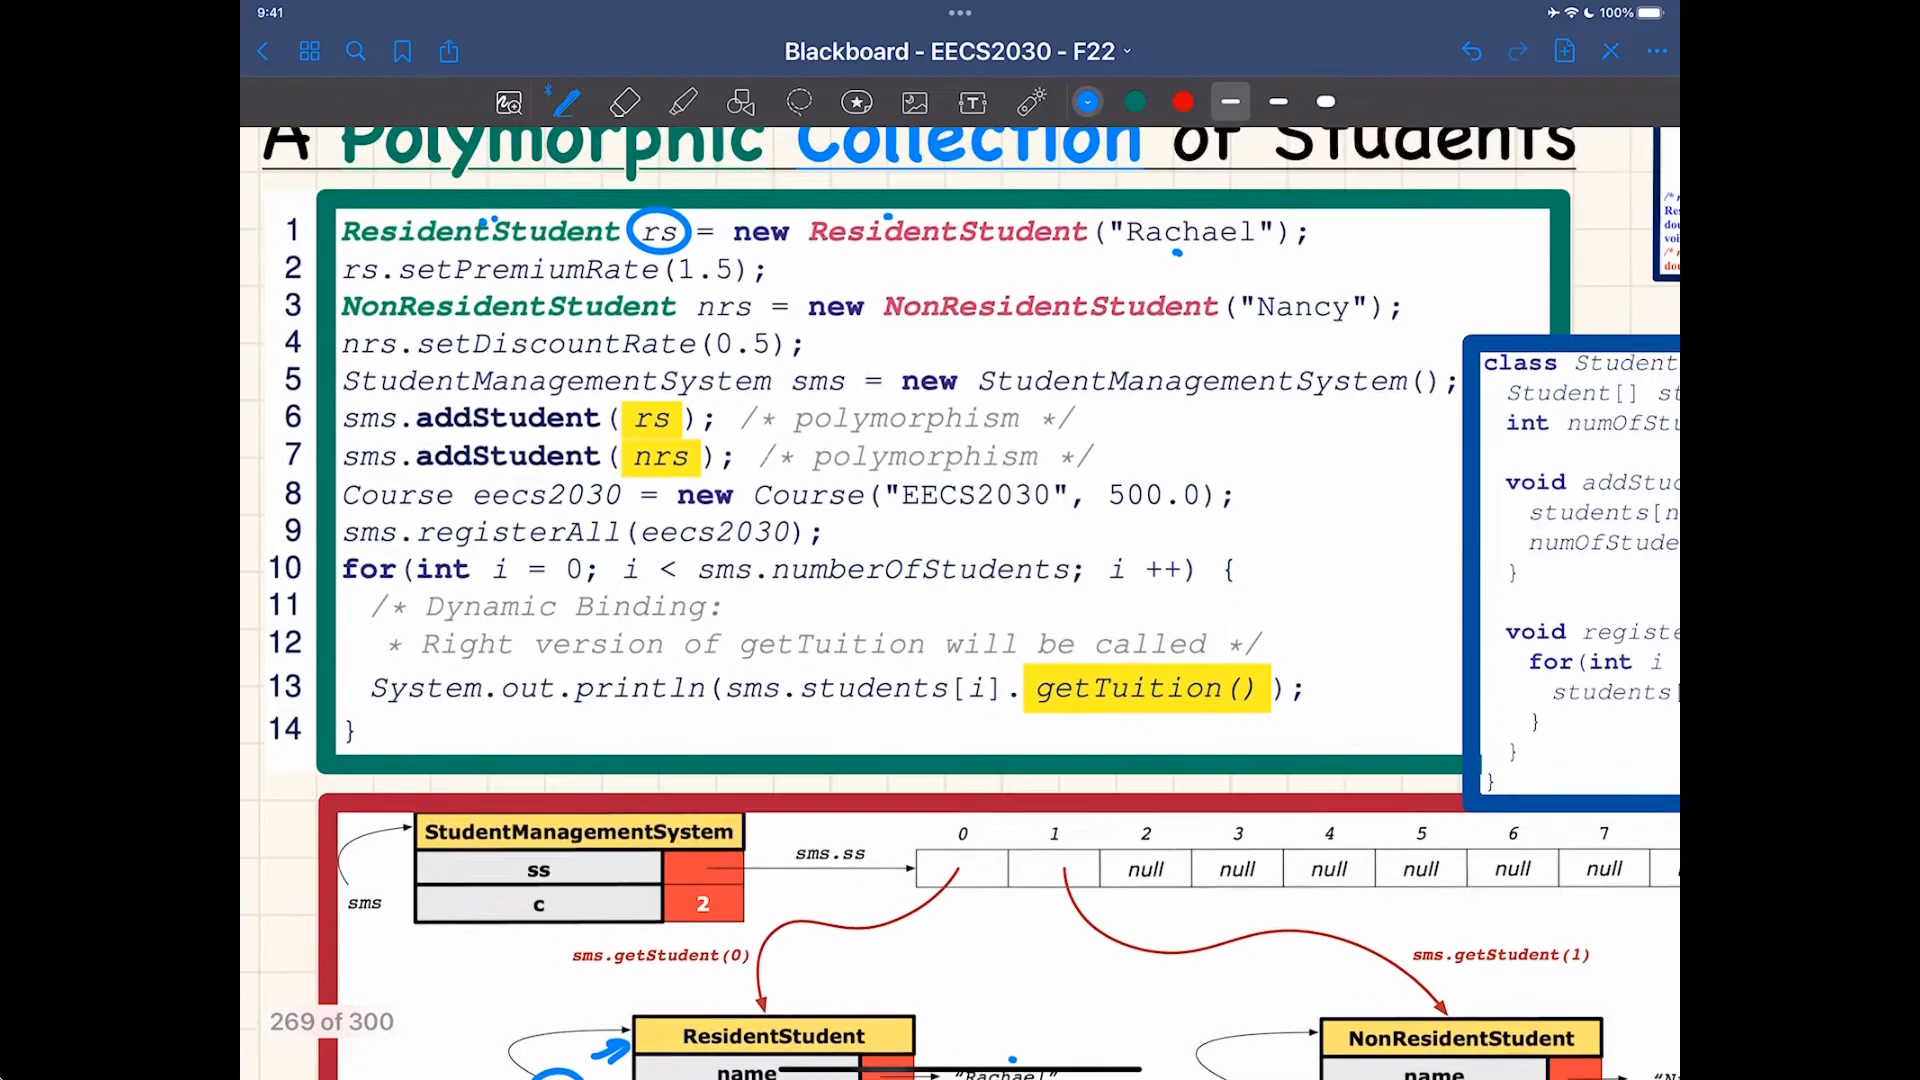 9:41
100%
Blackboard - EECS2030 - F22
A Polymorphic Collection of Students
1 ResidentStudent rs = new ResidentStudent("Rachael");
2 rs.setPremiumRate(1.5);
3 NonResidentStudent nrs = new NonResidentStudent("Nancy");
4 nrs.setDiscountRate(0.5);
5 StudentManagementSystem sms = new StudentManagementSystem();
6 sms.addStudent( rs ); /* polymorphism */
7 sms.addStudent( nrs ); /* polymorphism */
8 Course eecs2030 = new Course("EECS2030", 500.0);
9 sms.registerAll(eecs2030);
10 for(int i = 0; i < sms.numberOfStudents; i ++) {
11 /* Dynamic Binding:
12 * Right version of getTuition will be called */
13 System.out.println(sms.students[i]. getTuition() );
14 }
class Student
Student[] st
int numOfStu
void addStud
students[n
numOfStude
}
void registe
for(int i
students[
}
}
}
StudentManagementSystem
ss
c 2
sms
sms.ss
0 1 2 3 4 5 6 7
null null null null null null
sms.getStudent(0)
sms.getStudent(1)
269 of 300
ResidentStudent
name
"Rachael"
NonResidentStudent
name